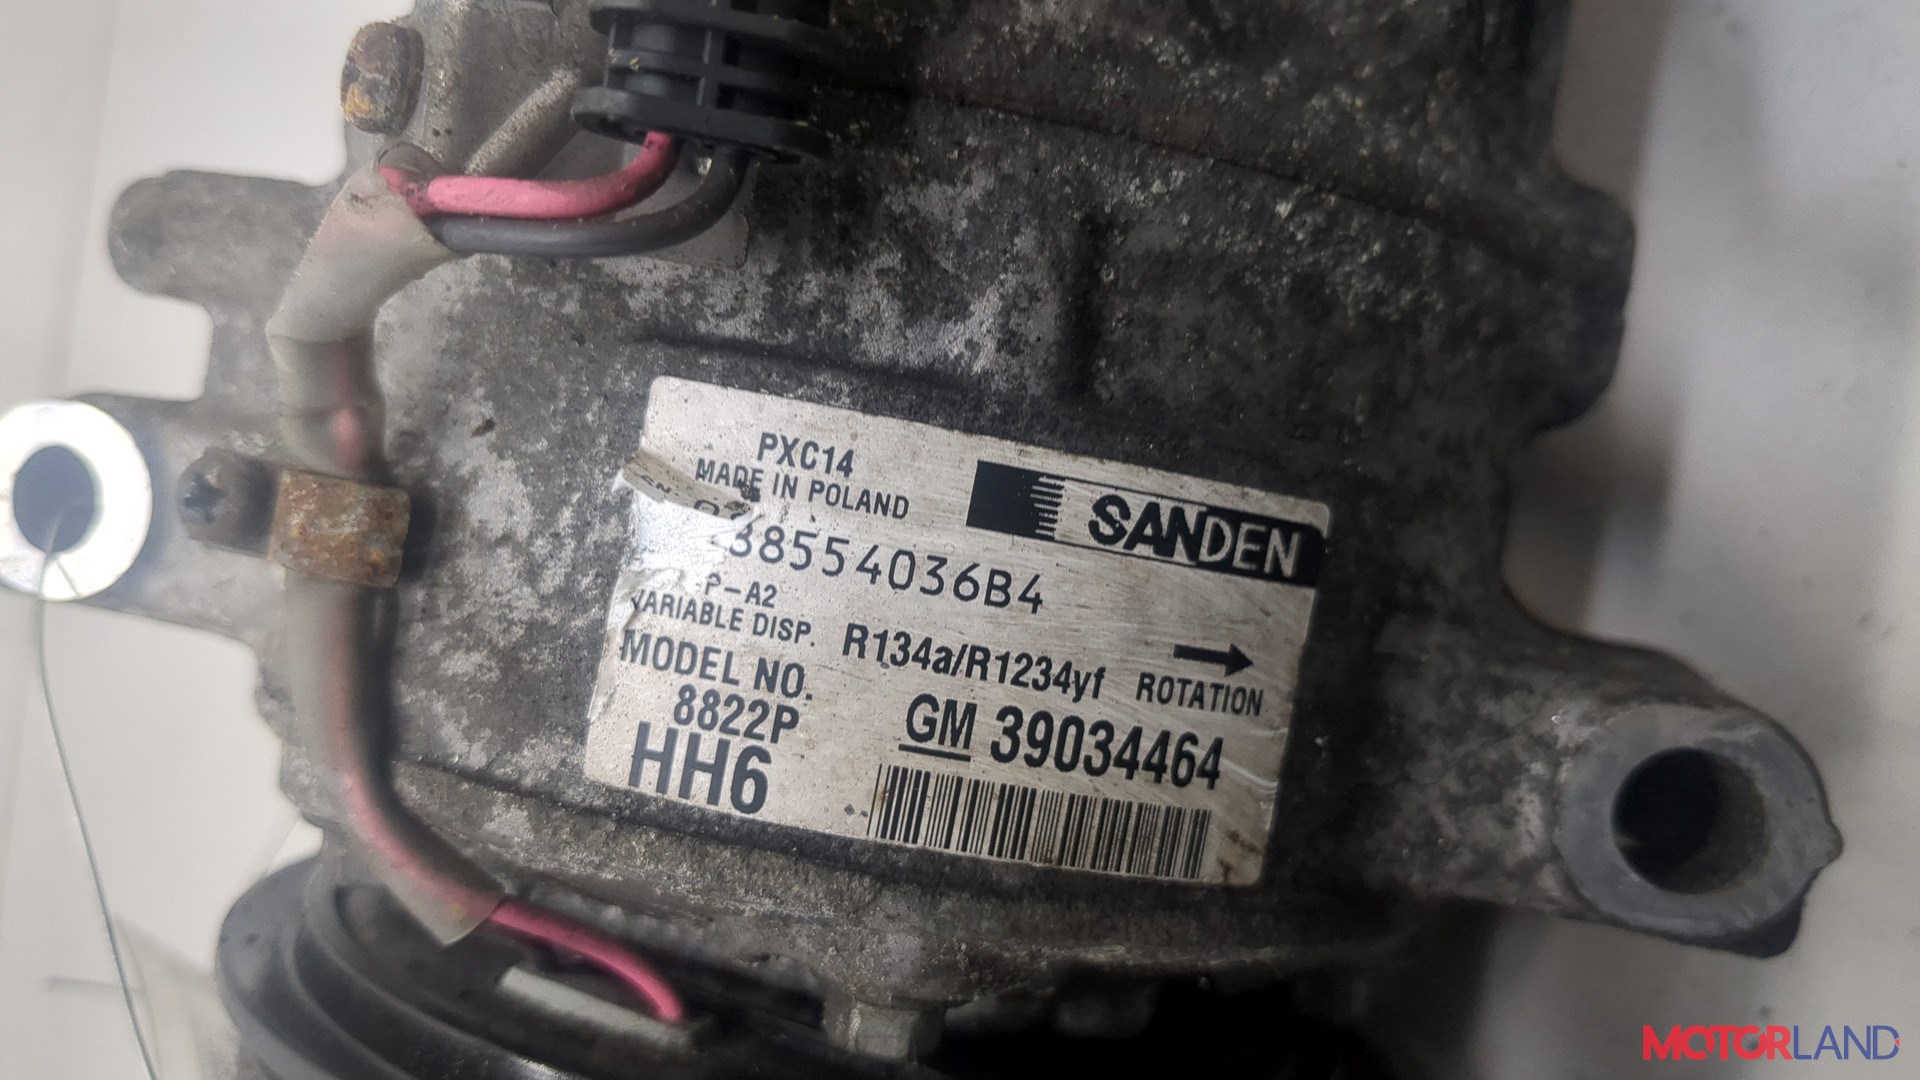 PXC14
MADE IN POLAND
SANDEN
SN:
38554036B4
P-A2
VARIABLE DISP.
R134a/R1234yf
ROTATION
MODEL NO.
8822P
GM 39034464
HH6
MOTORLAND